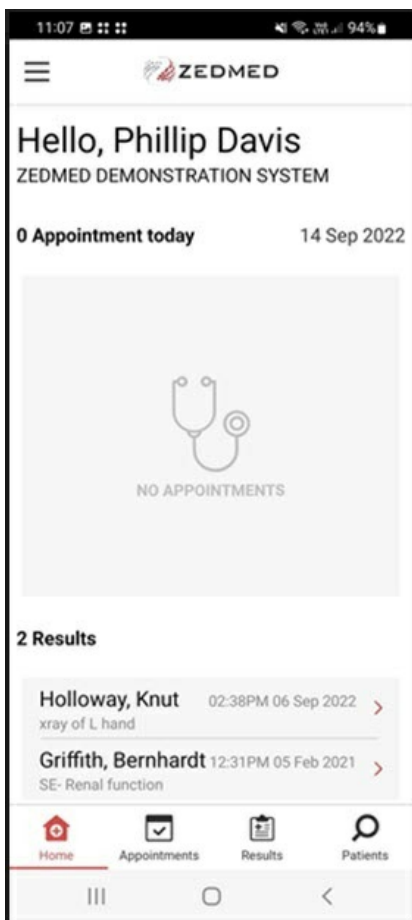 11:07 94%
ZEDMED
Hello, Phillip Davis
ZEDMED DEMONSTRATION SYSTEM
0 Appointment today 14 Sep 2022
NO APPOINTMENTS
2 Results
Holloway, Knut 02:38PM 06 Sep 2022
xray of L hand
Griffith, Bernhardt 12:31PM 05 Feb 2021
SE- Renal function
Home Appointments Results Patients